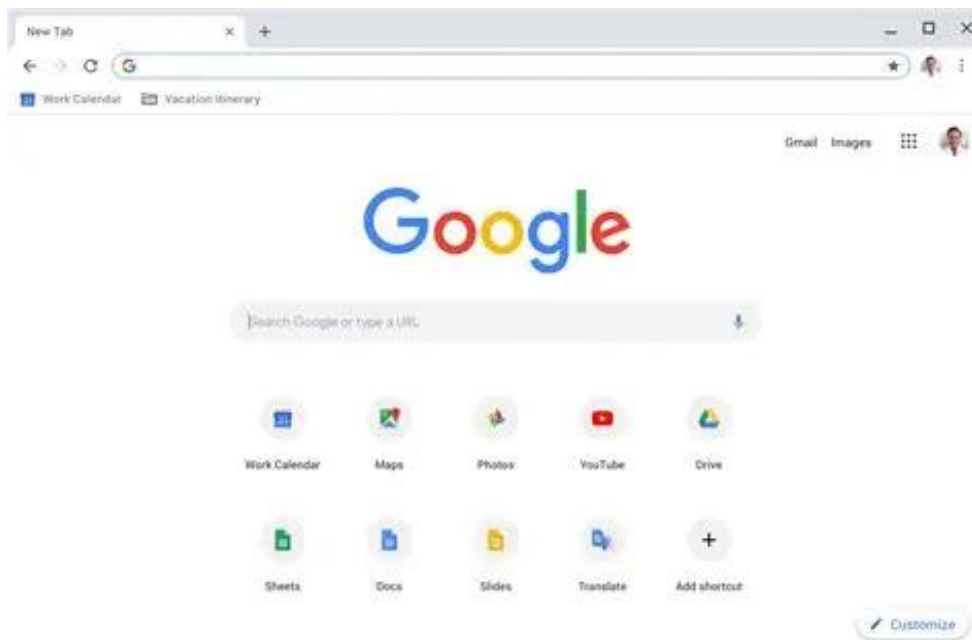 New Tab
Work Calendar Vacation Itinerary
Gmail Images
Google
Search Google or type a URL
Work Calendar Maps Photos YouTube Drive
Sheets Docs Slides Translate Add shortcut
Customize